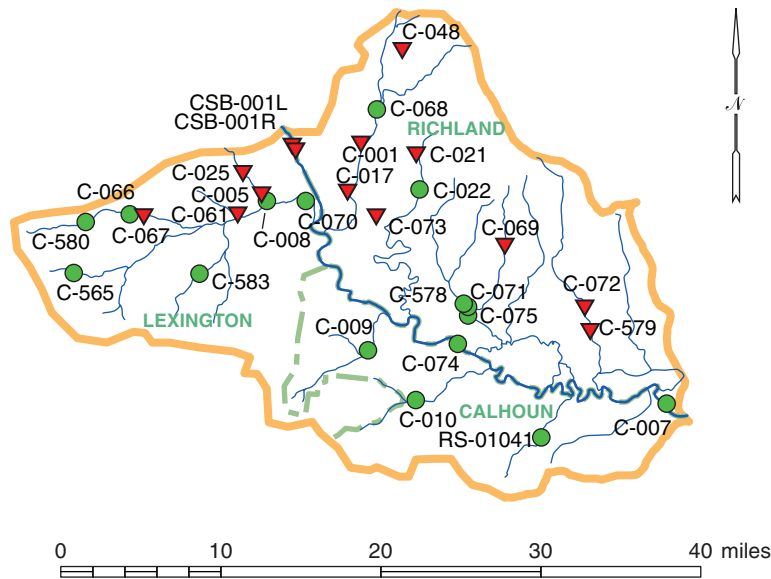 C-048
CSB-001L
CSB-001R
C-068
RICHLAND
N
C-001
C-021
C-025
C-017
C-066
C-005
C-022
C-061
C-070
C-073
C-069
C-580
C-067
C-008
C-565
C-583
C-578
C-071
C-072
C-075
C-579
LEXINGTON
C-009
C-074
C-010
CALHOUN
C-007
RS-01041
0 10 20 30 40 miles